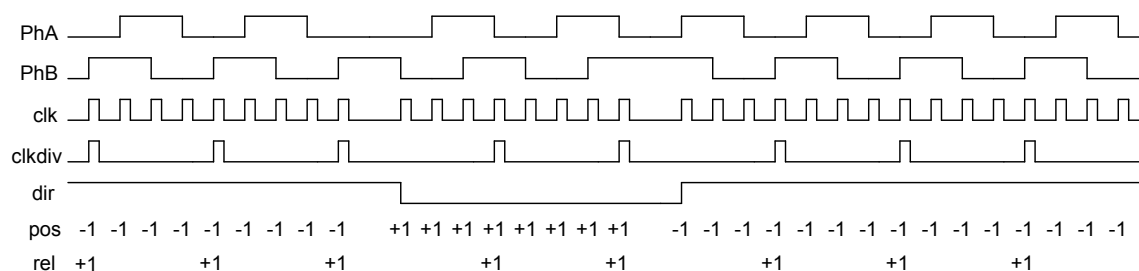 PhA
PhB
clk
clkdiv
dir
pos -1 -1 -1 -1 -1 -1 -1 -1 -1 +1 +1 +1 +1 +1 +1 +1 +1 -1 -1 -1 -1 -1 -1 -1 -1 -1 -1 -1 -1 -1 -1 -1
rel +1 +1 +1 +1 +1 +1 +1 +1